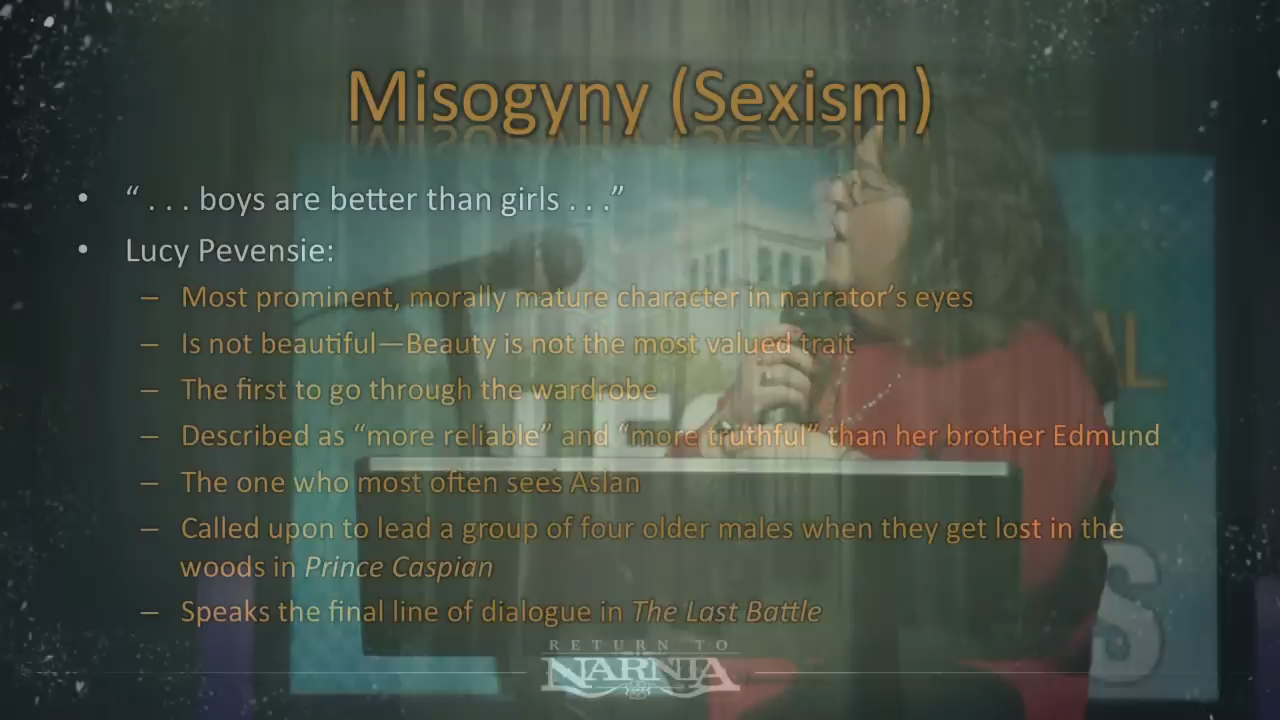 Misogyny (Sexism)
• “ . . . boys are better than girls . . .”
• Lucy Pevensie:
– Most prominent, morally mature character in narrator’s eyes
– Is not beautiful—Beauty is not the most valued trait
– The first to go through the wardrobe
– Described as “more reliable” and “more truthful” than her brother Edmund
– The one who most often sees Aslan
– Called upon to lead a group of four older males when they get lost in the
woods in Prince Caspian
– Speaks the final line of dialogue in The Last Battle
RETURN TO
NARNIA